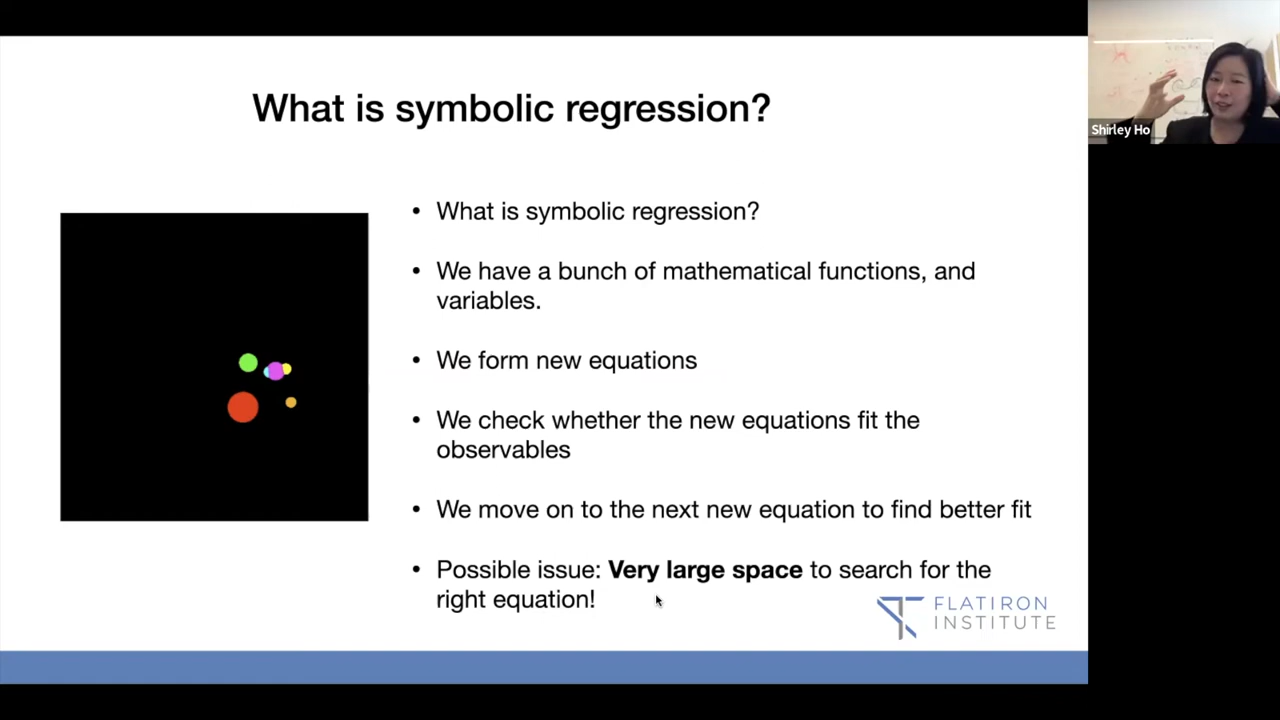 What is symbolic regression?
• What is symbolic regression?
• We have a bunch of mathematical functions, and
variables.
• We form new equations
• We check whether the new equations fit the
observables
• We move on to the next new equation to find better fit
• Possible issue: Very large space to search for the
right equation!
FLATIRON
INSTITUTE
Shirley Ho